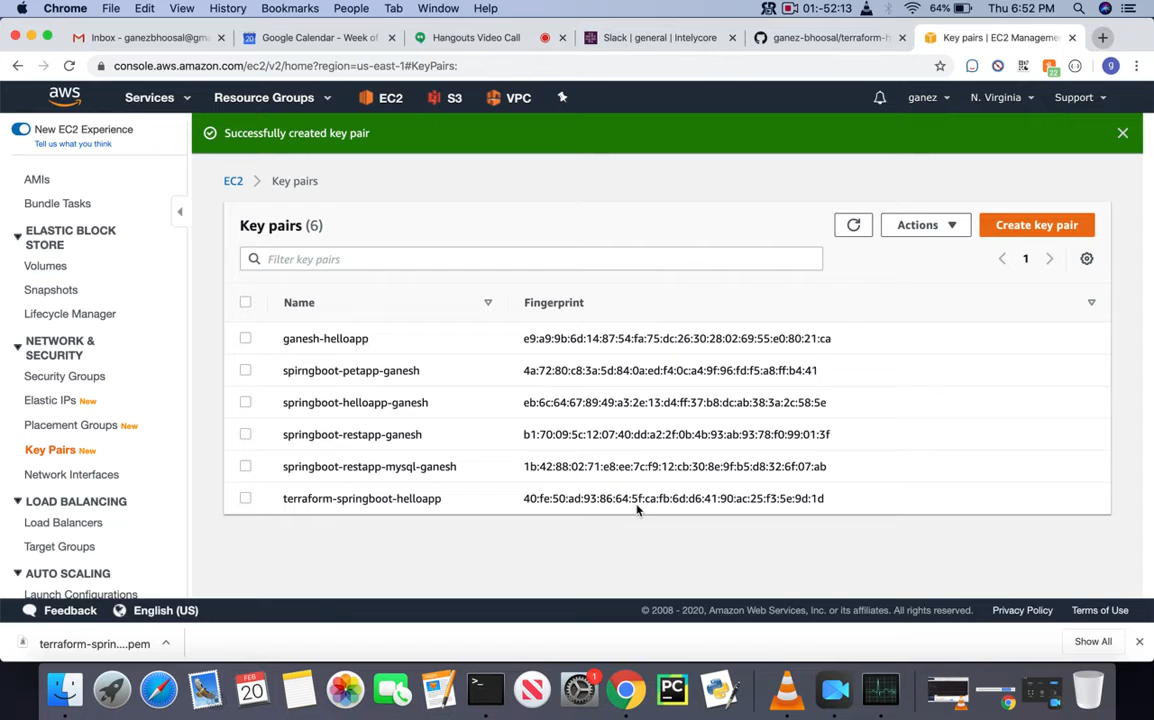 Chrome File Edit View History Bookmarks People Tab Window Help 01:-52:13 64% Thu 6:52 PM
Inbox - ganezbhoosal@gma Google Calendar - Week of Hangouts Video Call Slack | general | Intelycore ganez-bhoosal/terraform-h Key pairs | EC2 Manageme
console.aws.amazon.com/ec2/v2/home?region=us-east-1#KeyPairs: 22 g
aws Services Resource Groups EC2 S3 VPC ganez N. Virginia Support
New EC2 Experience
Tell us what you think
AMIs
Bundle Tasks
ELASTIC BLOCK
STORE
Volumes
Snapshots
Lifecycle Manager
NETWORK &
SECURITY
Security Groups
Elastic IPs New
Placement Groups New
Key Pairs New
Network Interfaces
LOAD BALANCING
Load Balancers
Target Groups
AUTO SCALING
Launch Configurations
Successfully created key pair
EC2 > Key pairs
Key pairs (6) Actions Create key pair
Filter key pairs 1
Name Fingerprint
ganesh-helloapp e9:a9:9b:6d:14:87:54:fa:75:dc:26:30:28:02:69:55:e0:80:21:ca
spirngboot-petapp-ganesh 4a:72:80:c8:3a:5d:84:0a:ed:f4:0c:a4:9f:96:fd:f5:a8:ff:b4:41
springboot-helloapp-ganesh eb:6c:64:67:89:49:a3:2e:13:d4:ff:37:b8:dc:ab:38:3a:2c:58:5e
springboot-restapp-ganesh b1:70:09:5c:12:07:40:dd:a2:2f:0b:4b:93:ab:93:78:f0:99:01:3f
springboot-restapp-mysql-ganesh 1b:42:88:02:71:e8:ee:7c:f9:12:cb:30:8e:9f:b5:d8:32:6f:07:ab
terraform-springboot-helloapp 40:fe:50:ad:93:86:64:5f:ca:fb:6d:d6:41:90:ac:25:f3:5e:9d:1d
Feedback English (US) © 2008 - 2020, Amazon Web Services, Inc. or its affiliates. All rights reserved. Privacy Policy Terms of Use
terraform-sprin....pem Show All
FEB
20
1
PC